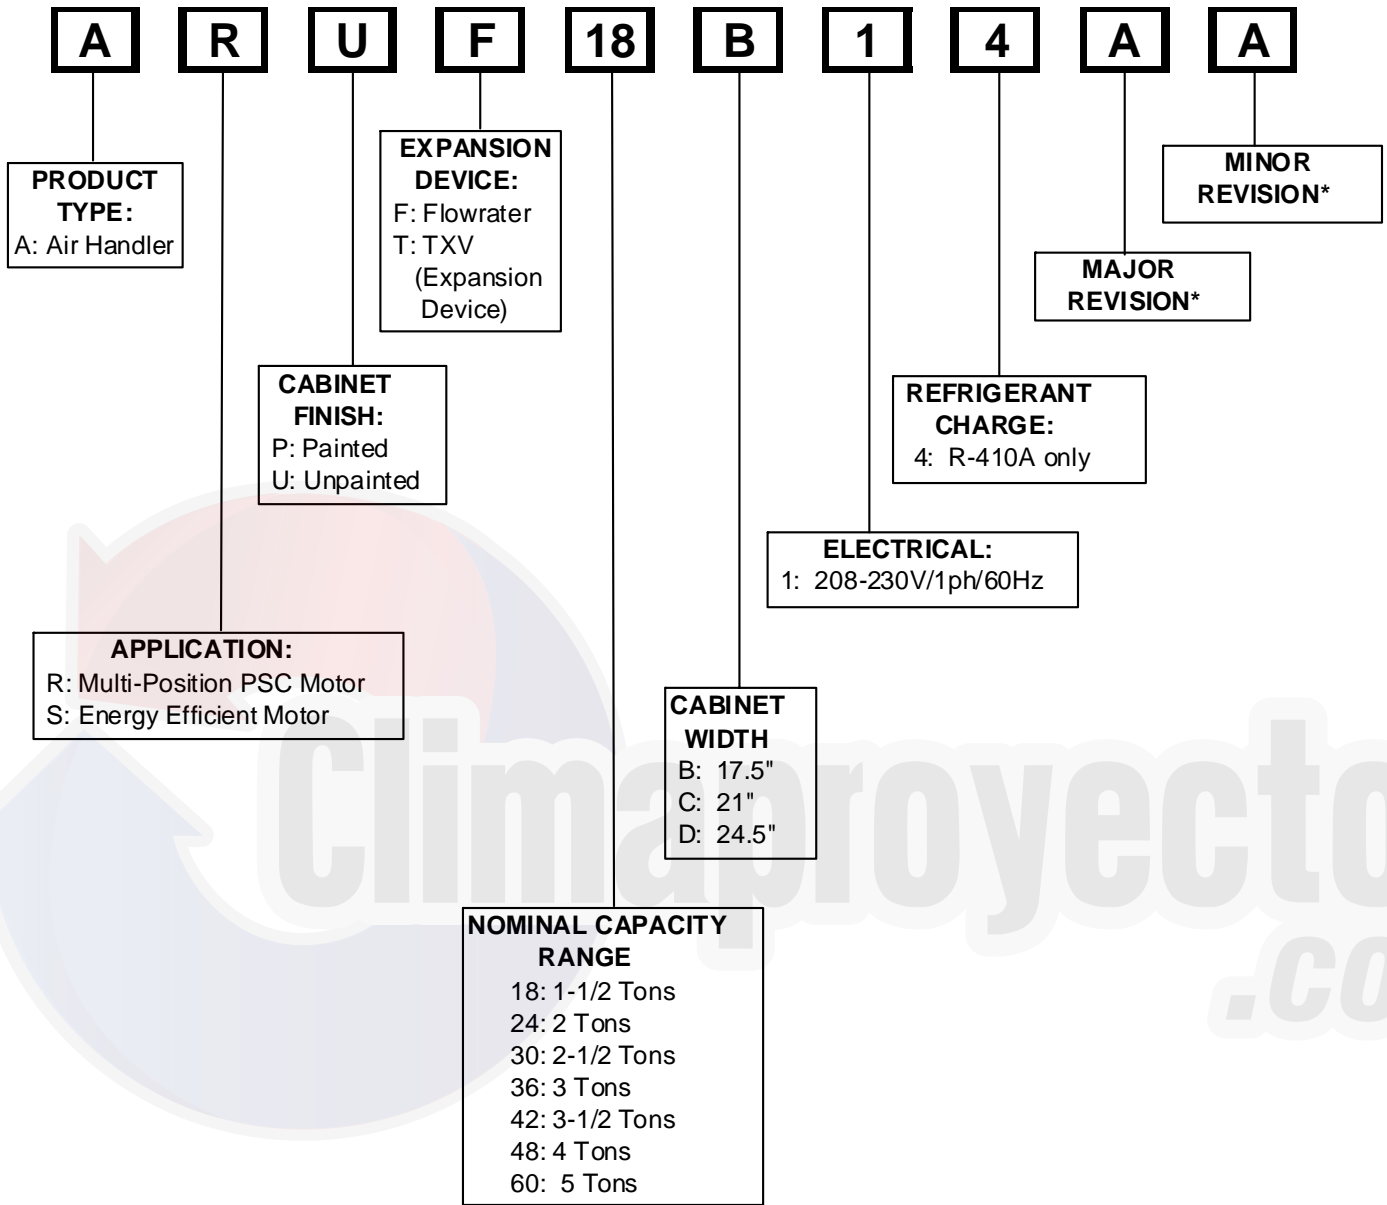 A R U F 18 B 1 4 A A
PRODUCT
TYPE:
A: Air Handler
EXPANSION
DEVICE:
F: Flowrater
T: TXV
(Expansion
Device)
MINOR
REVISION*
MAJOR
REVISION*
CABINET
FINISH:
P: Painted
U: Unpainted
REFRIGERANT
CHARGE:
4: R-410A only
ELECTRICAL:
1: 208-230V/1ph/60Hz
APPLICATION:
R: Multi-Position PSC Motor
S: Energy Efficient Motor
CABINET
WIDTH
B: 17.5"
C: 21"
D: 24.5"
NOMINAL CAPACITY
RANGE
18: 1-1/2 Tons
24: 2 Tons
30: 2-1/2 Tons
36: 3 Tons
42: 3-1/2 Tons
48: 4 Tons
60: 5 Tons
Climaproyecto
.co